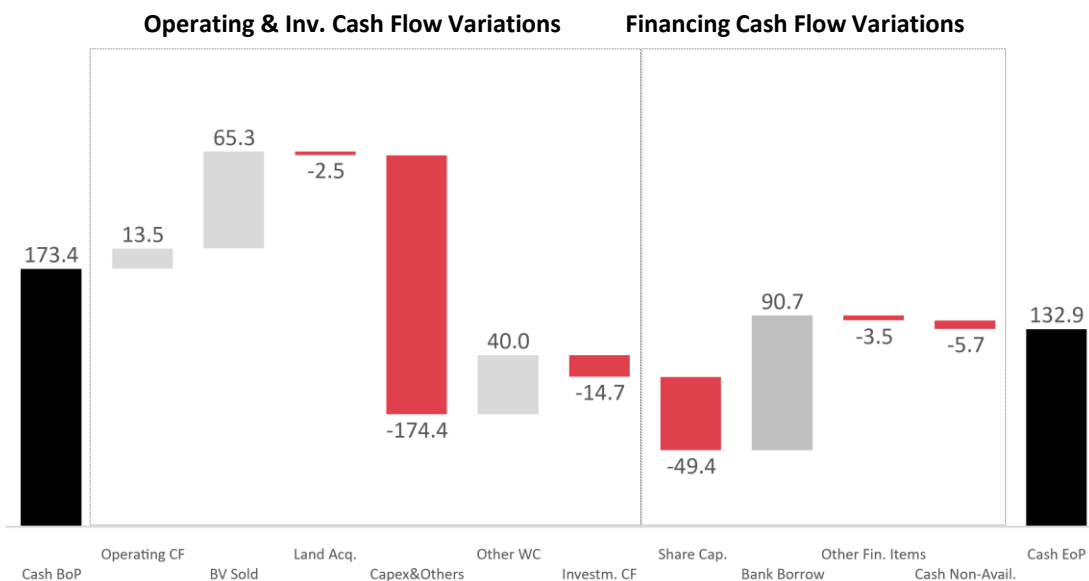 Operating & Inv. Cash Flow Variations
Financing Cash Flow Variations
173.4
13.5
65.3
-2.5
-174.4
40.0
-14.7
-49.4
90.7
-3.5
-5.7
132.9
Cash BoP
Operating CF
BV Sold
Land Acq.
Capex&Others
Other WC
Investm. CF
Share Cap.
Bank Borrow
Other Fin. Items
Cash Non-Avail.
Cash EoP